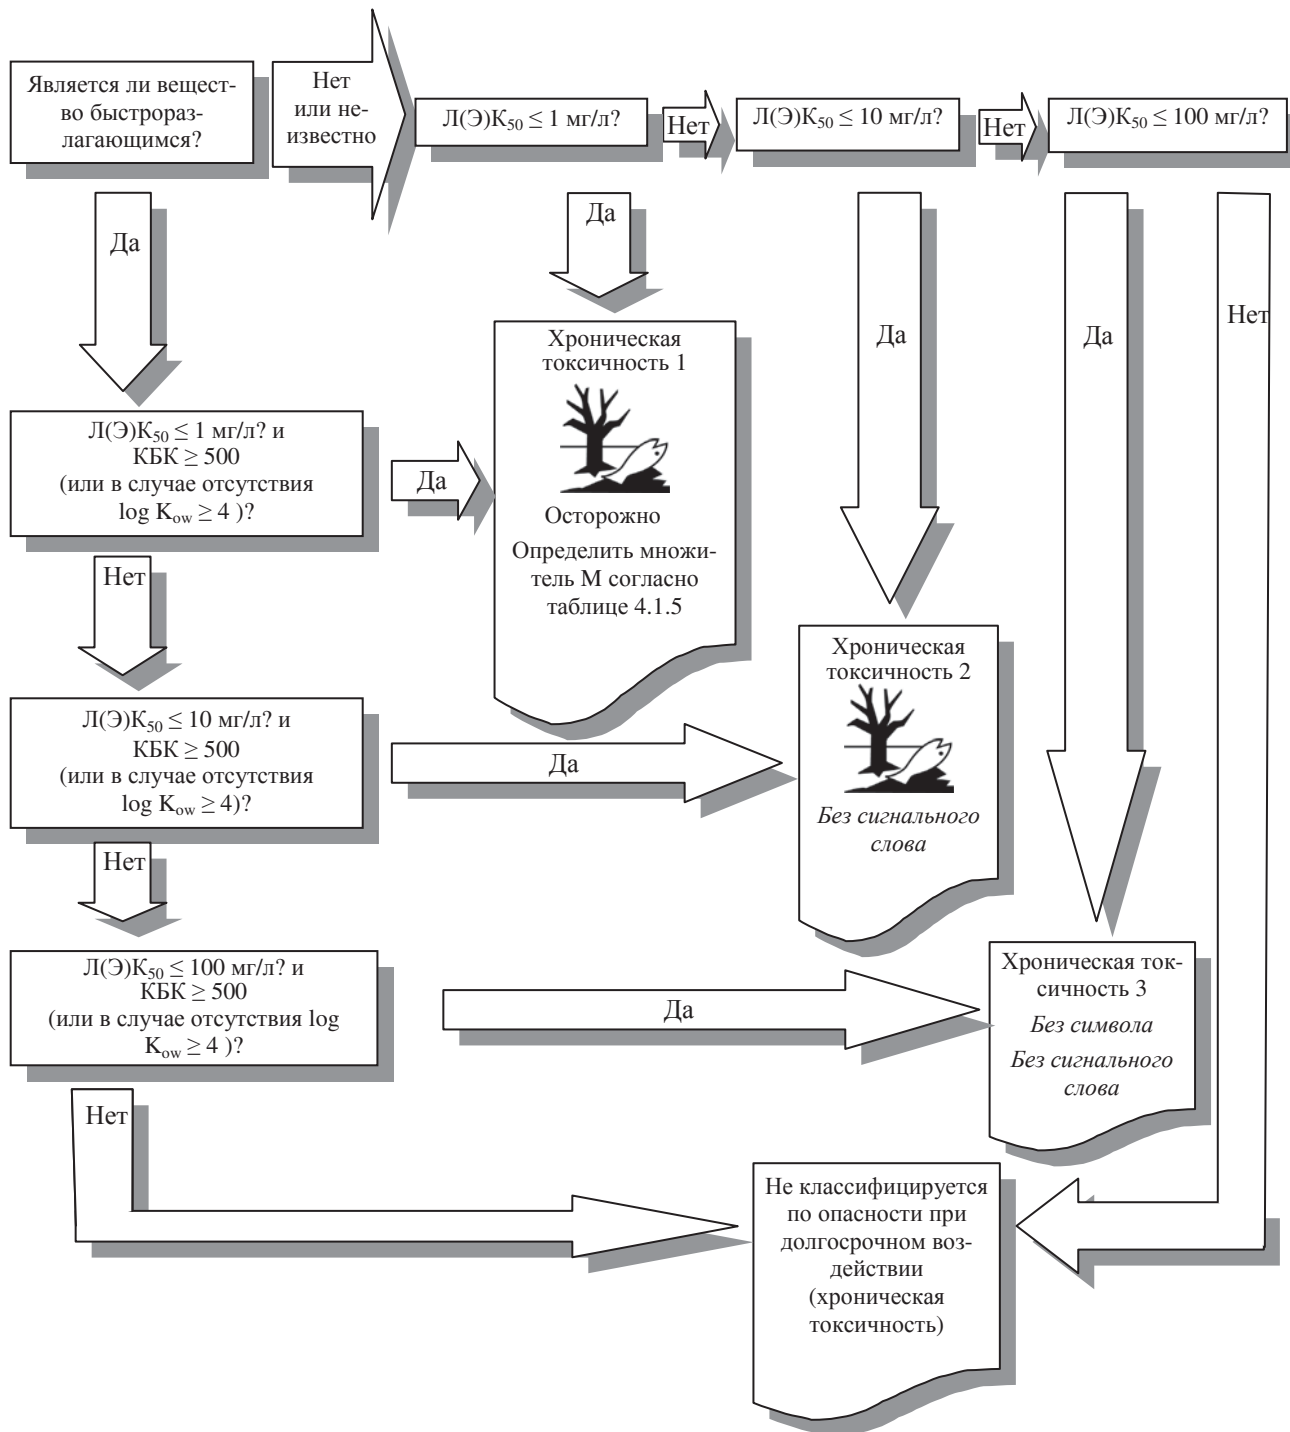 Является ли вещест-
во быстрораз-
лагающимся?
Нет
или не-
известно
Л(Э)К₅₀ ≤ 1 мг/л?
Нет
Л(Э)К₅₀ ≤ 10 мг/л?
Нет
Л(Э)К₅₀ ≤ 100 мг/л?
Да
Да
Да
Да
Нет
Хроническая
токсичность 1
Осторожно
Определить множи-
тель М согласно
таблице 4.1.5
Л(Э)К₅₀ ≤ 1 мг/л? и
КБК ≥ 500
(или в случае отсутствия
log K_ow ≥ 4 )?
Да
Нет
Хроническая
токсичность 2
Без сигнального
слова
Л(Э)К₅₀ ≤ 10 мг/л? и
КБК ≥ 500
(или в случае отсутствия
log K_ow ≥ 4)?
Да
Нет
Л(Э)К₅₀ ≤ 100 мг/л? и
КБК ≥ 500
(или в случае отсутствия log
K_ow ≥ 4 )?
Да
Хроническая ток-
сичность 3
Без символа
Без сигнального
слова
Нет
Не классифицируется
по опасности при
долгосрочном воз-
действии
(хроническая
токсичность)